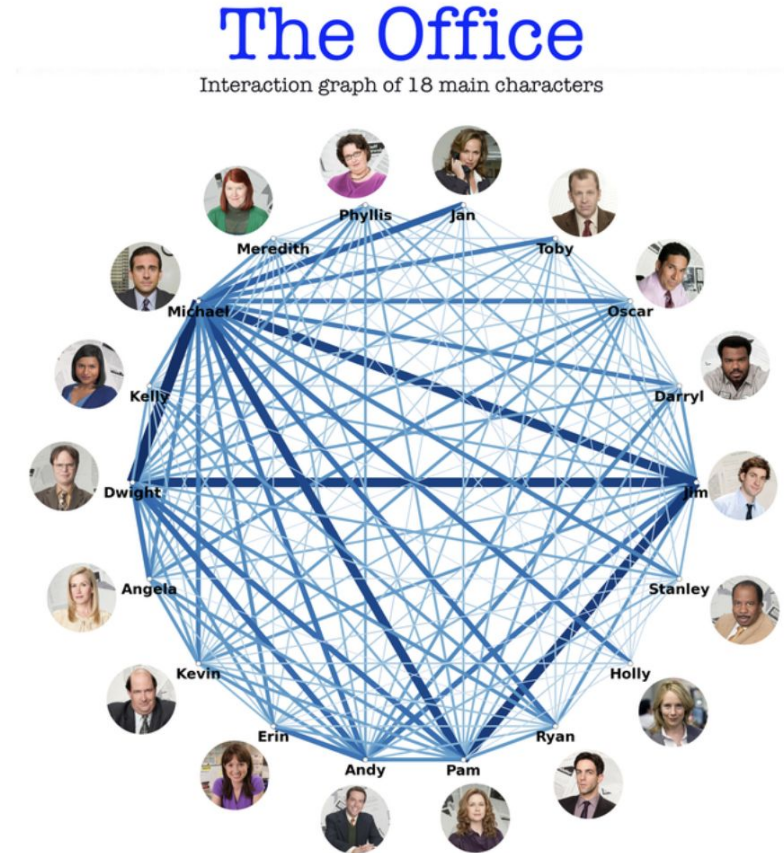 The Office
Interaction graph of 18 main characters
Phyllis
Jan
Meredith
Toby
Michael
Oscar
Kelly
Darryl
Dwight
Jim
Angela
Stanley
Kevin
Holly
Erin
Ryan
Andy
Pam